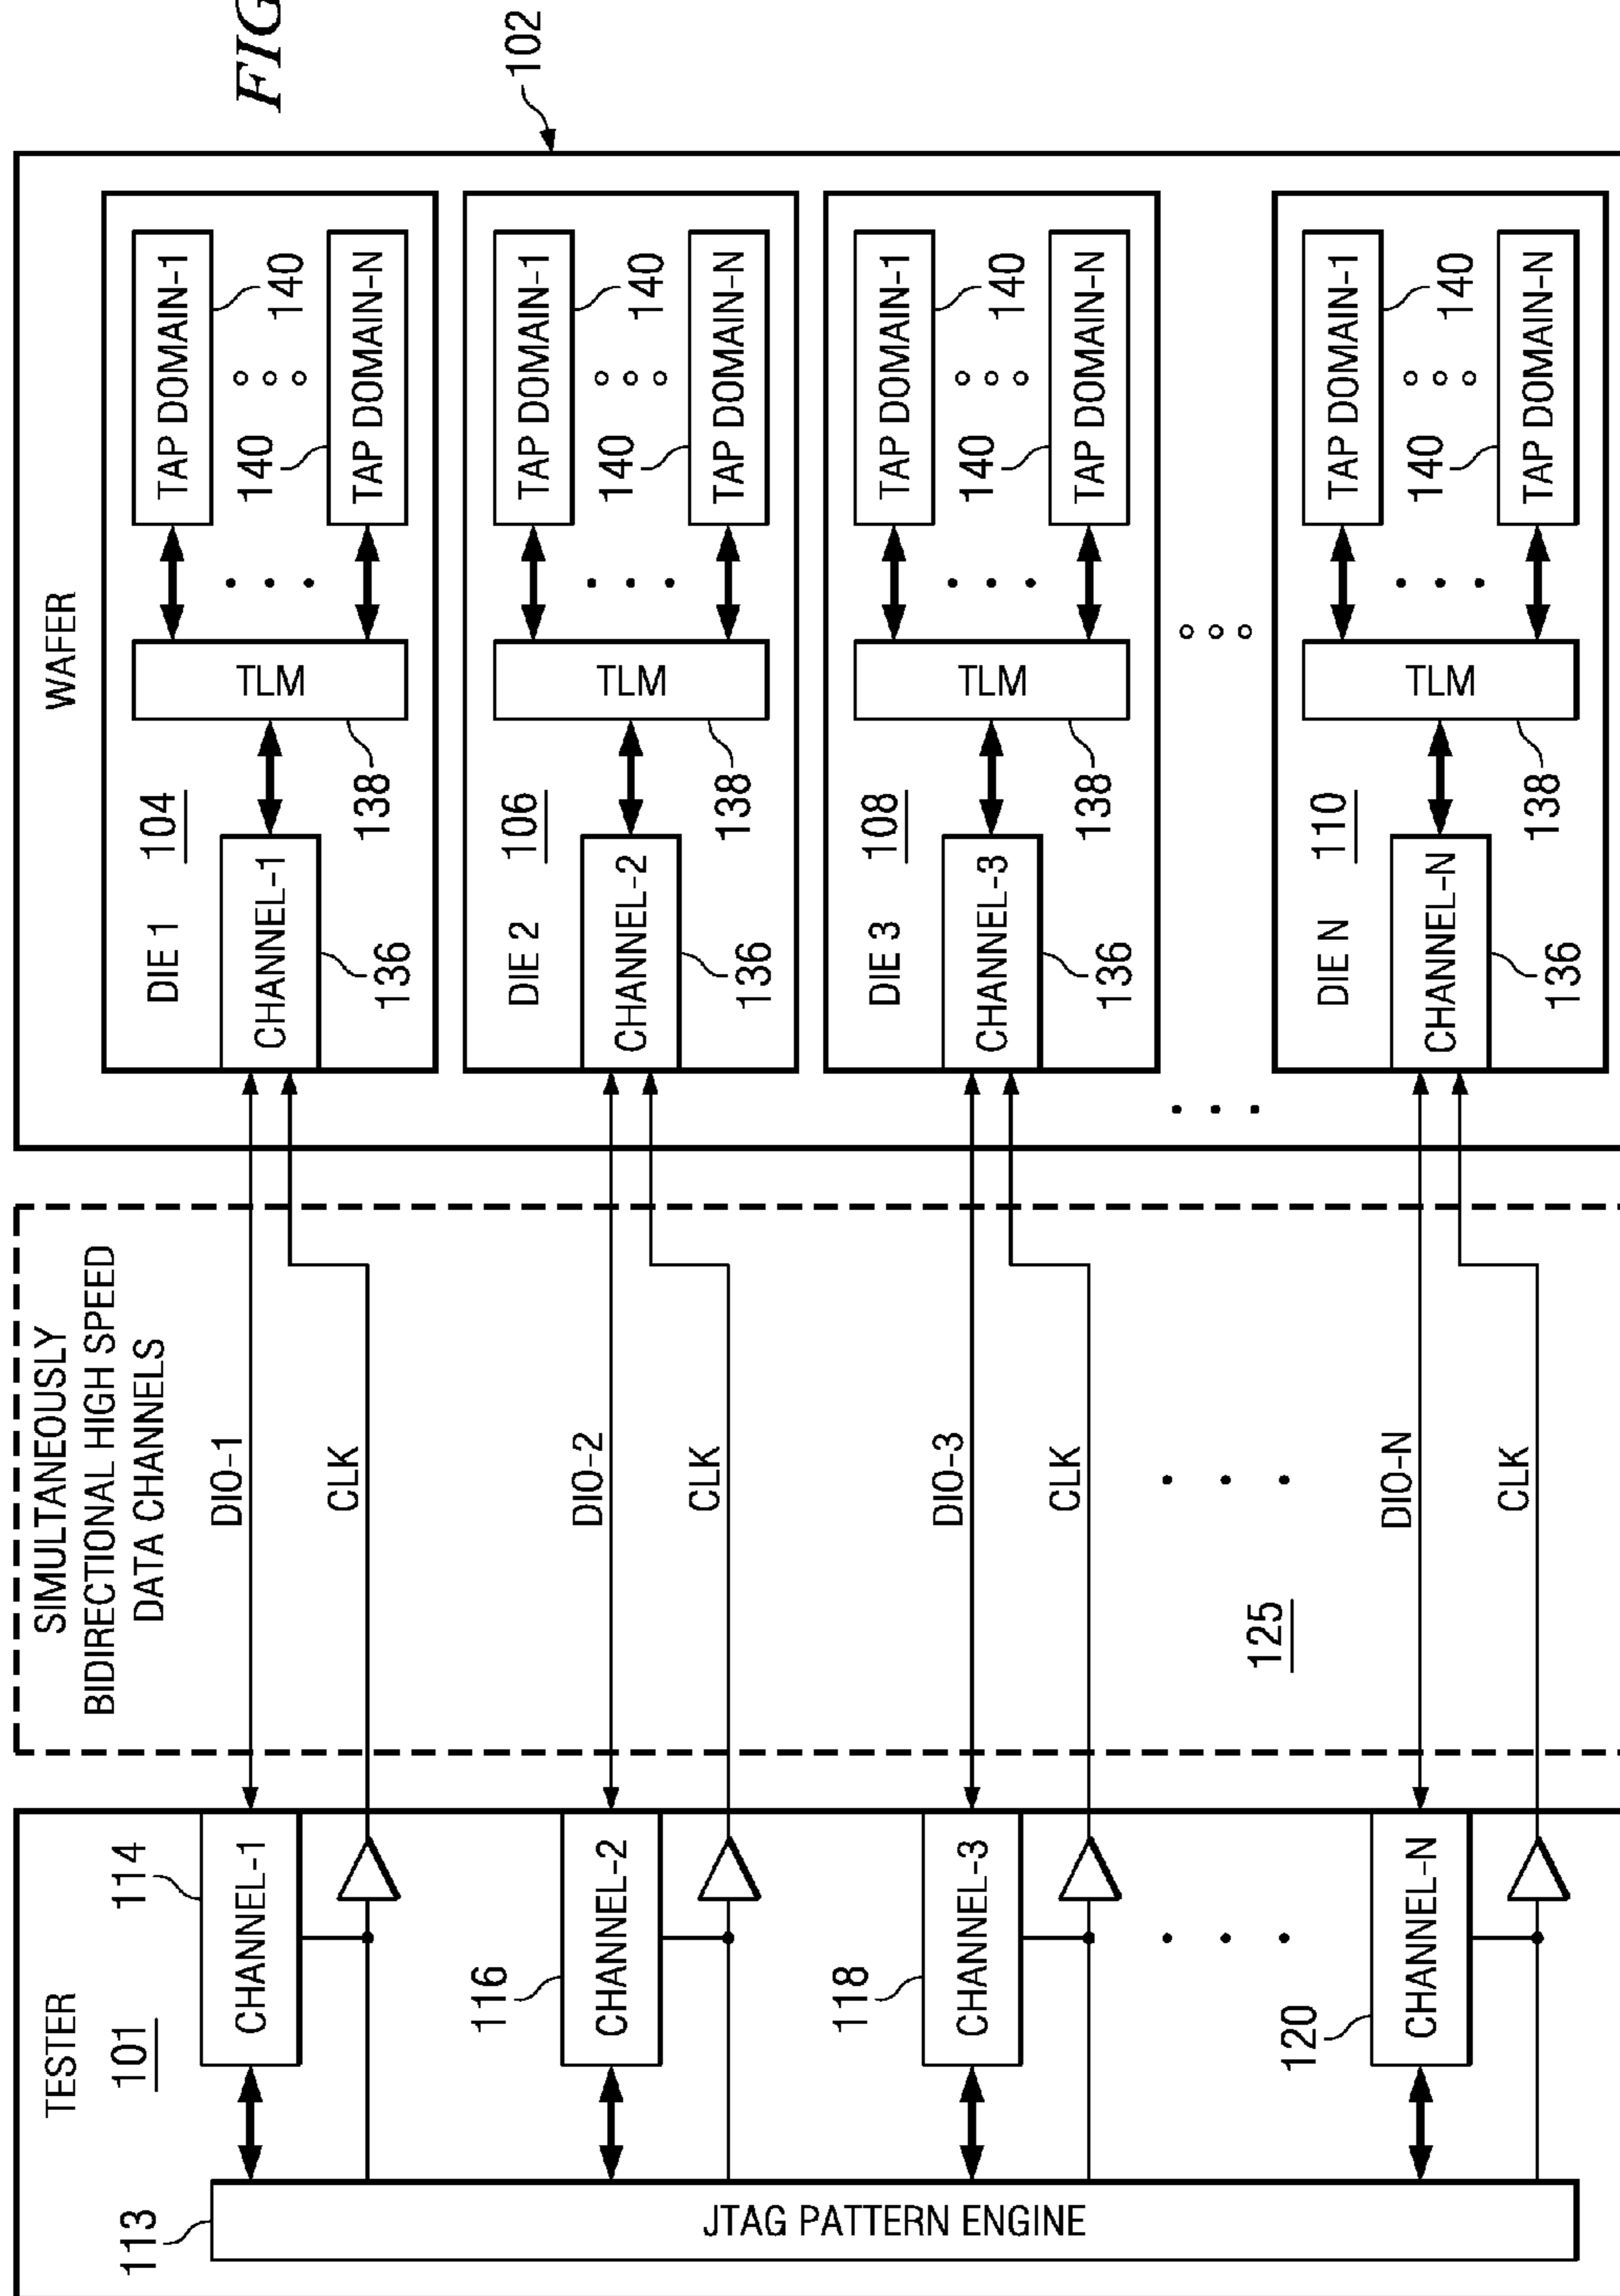 FIG
TESTER
101
113
JTAG PATTERN ENGINE
114
CHANNEL-1
116
CHANNEL-2
118
CHANNEL-3
120
CHANNEL-N
SIMULTANEOUSLY
BIDIRECTIONAL HIGH SPEED
DATA CHANNELS
DIO-1
CLK
DIO-2
CLK
DIO-3
CLK
DIO-N
CLK
125
WAFER
102
DIE 1 104
CHANNEL-1
136
TLM
138
TAP DOMAIN-1
140
140
TAP DOMAIN-N
DIE 2 106
CHANNEL-2
136
TLM
138
TAP DOMAIN-1
140
140
TAP DOMAIN-N
DIE 3 108
CHANNEL-3
136
TLM
138
TAP DOMAIN-1
140
140
TAP DOMAIN-N
DIE N 110
CHANNEL-N
136
TLM
138
TAP DOMAIN-1
140
140
TAP DOMAIN-N